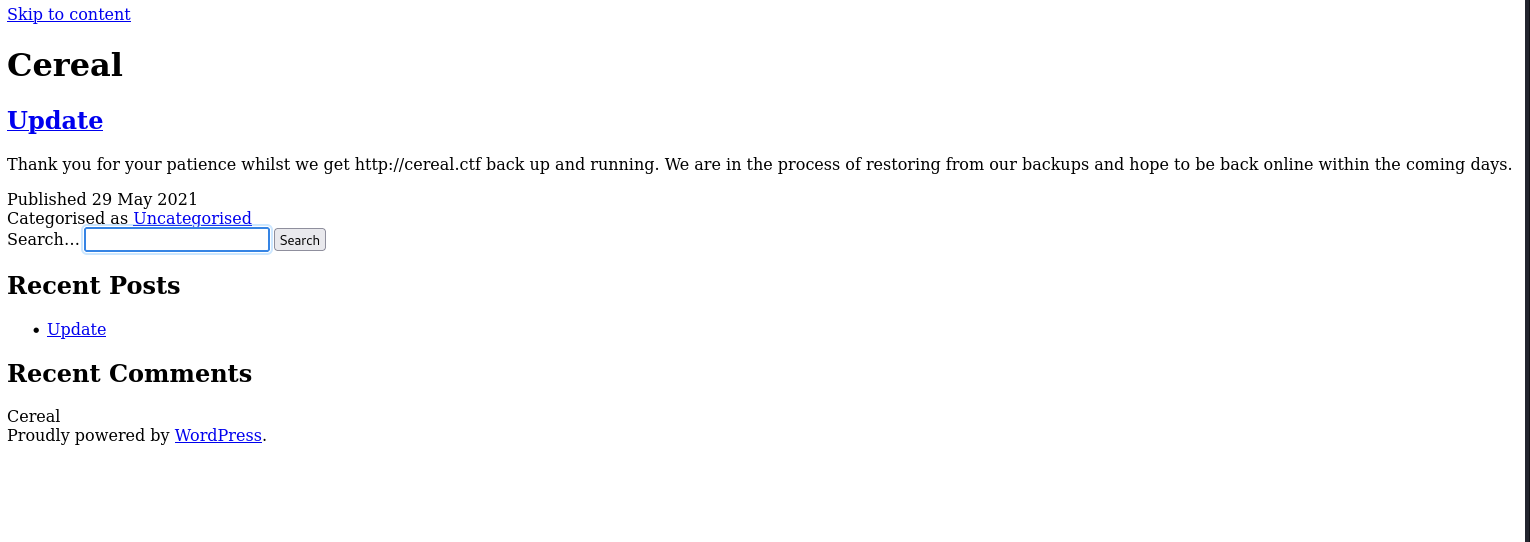 Skip to content
Cereal
Update
Thank you for your patience whilst we get http://cereal.ctf back up and running. We are in the process of restoring from our backups and hope to be back online within the coming days.
Published 29 May 2021
Categorised as Uncategorised
Search… Search
Recent Posts
• Update
Recent Comments
Cereal
Proudly powered by WordPress.